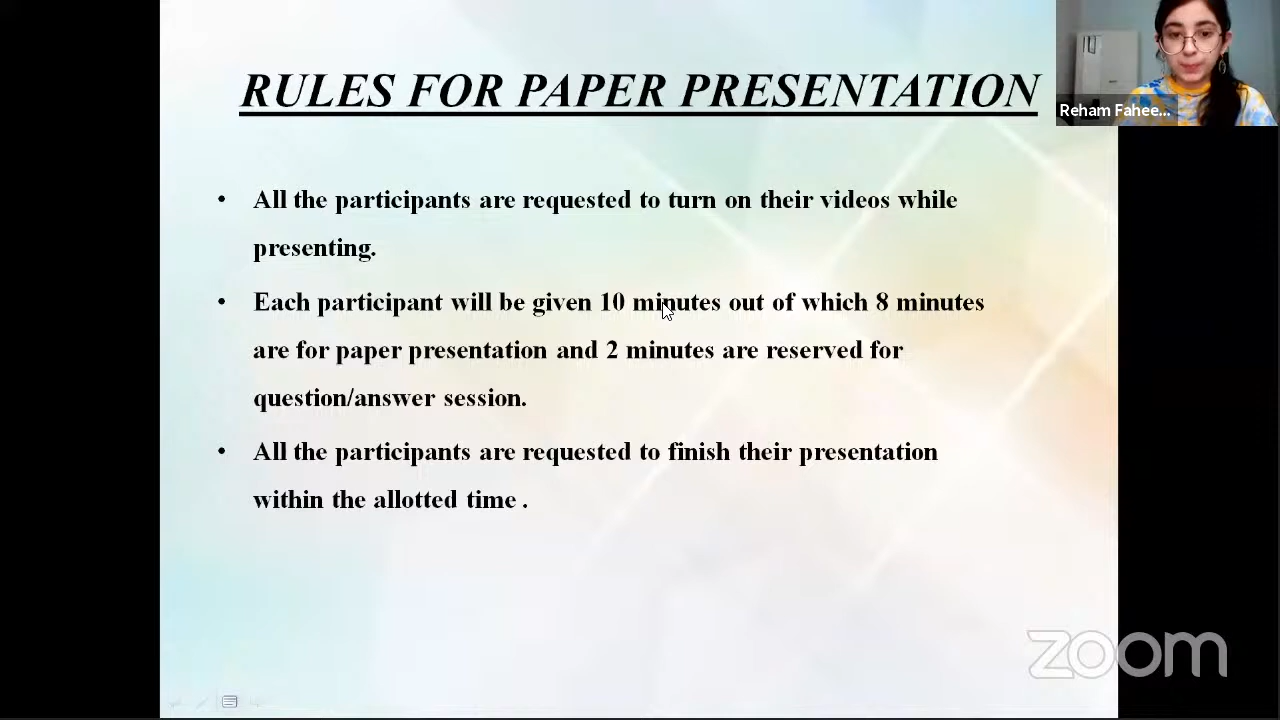 RULES FOR PAPER PRESENTATION
Reham Fahee...
• All the participants are requested to turn on their videos while
presenting.
• Each participant will be given 10 minutes out of which 8 minutes
are for paper presentation and 2 minutes are reserved for
question/answer session.
• All the participants are requested to finish their presentation
within the allotted time .
zoom